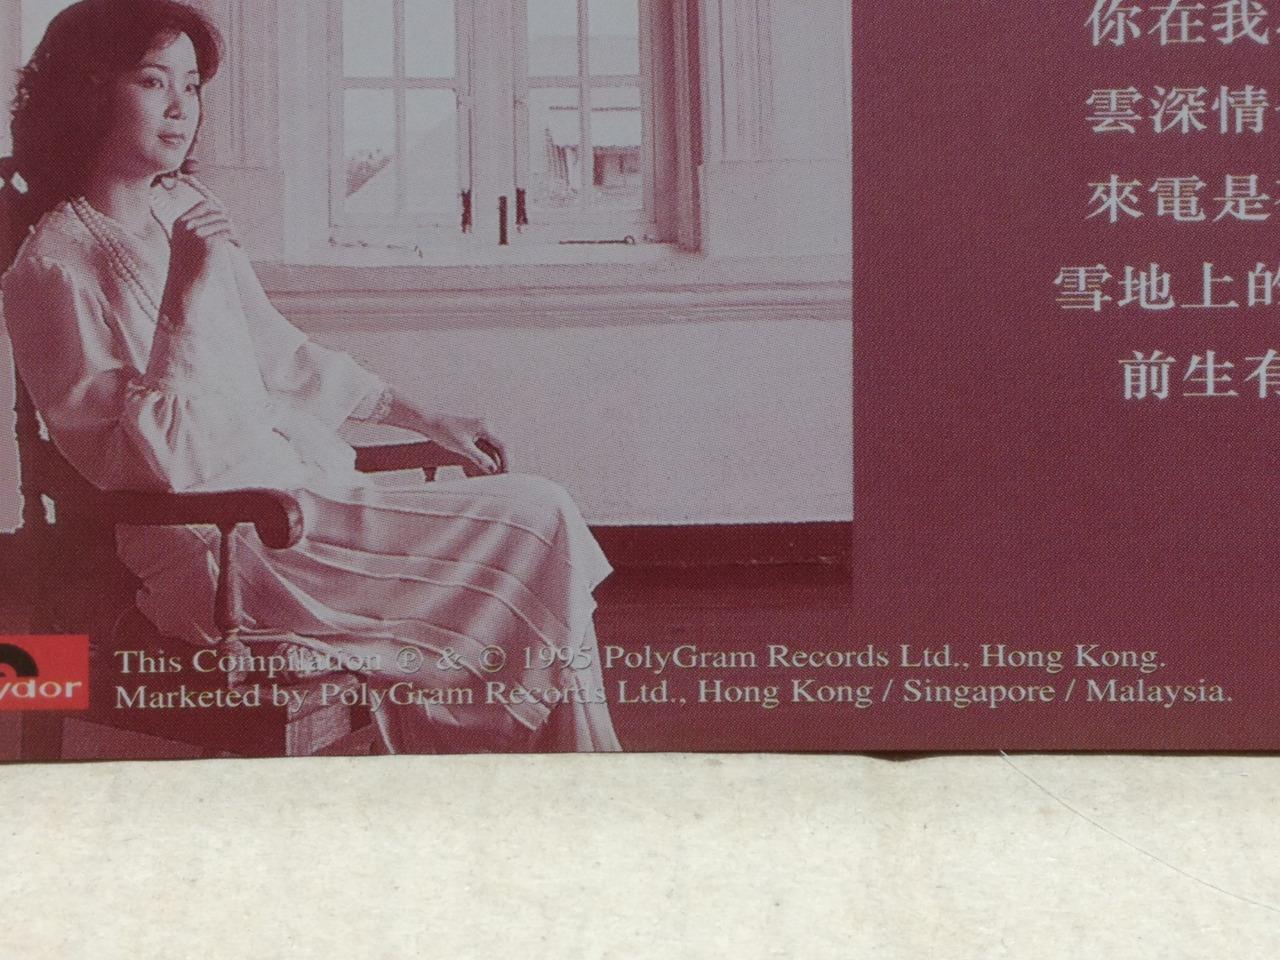 你在我
雲深情
來電是
雪地上的
前生有
ydor
This Compilation ℗ & © 1995 PolyGram Records Ltd., Hong Kong.
Marketed by PolyGram Records Ltd., Hong Kong / Singapore / Malaysia.